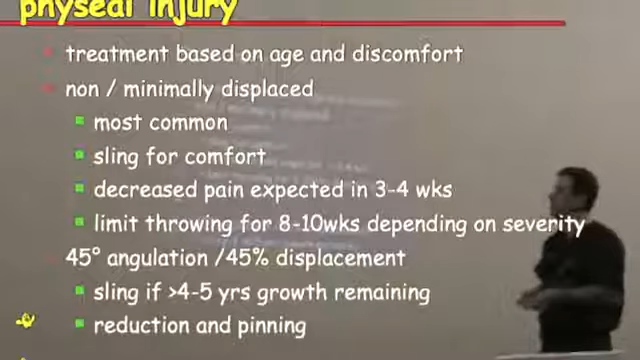 physeal injury
treatment based on age and discomfort
non / minimally displaced
most common
sling for comfort
decreased pain expected in 3-4 wks
limit throwing for 8-10wks depending on severity
45° angulation /45% displacement
sling if >4-5 yrs growth remaining
reduction and pinning